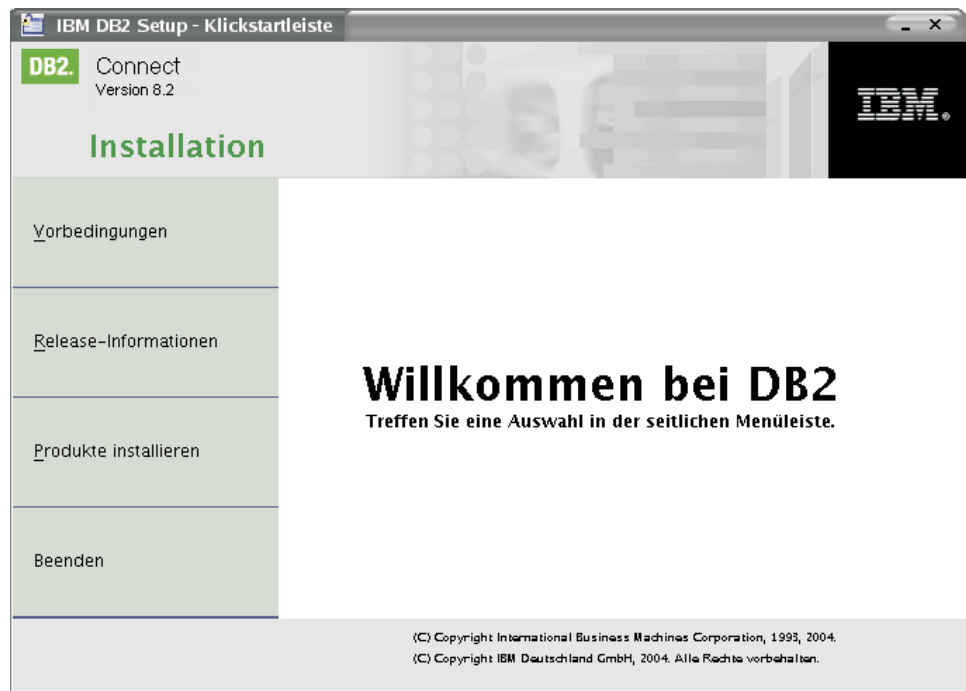 IBM DB2 Setup - Klickstartleiste
DB2. Connect
Version 8.2
IBM.
Installation
Vorbedingungen
Release-Informationen
Willkommen bei DB2
Treffen Sie eine Auswahl in der seitlichen Menüleiste.
Produkte installieren
Beenden
(C) Copyright International Business Machines Corporation, 1993, 2004.
(C) Copyright IBM Deutschland GmbH, 2004. Alle Rechte vorbehalten.